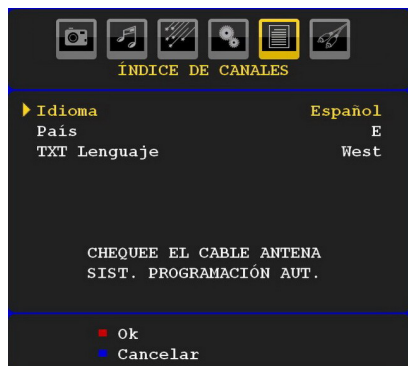 ÍNDICE DE CANALES
Idioma Español
País E
TXT Lenguaje West
CHEQUEE EL CABLE ANTENA
SIST. PROGRAMACIÓN AUT.
Ok
Cancelar